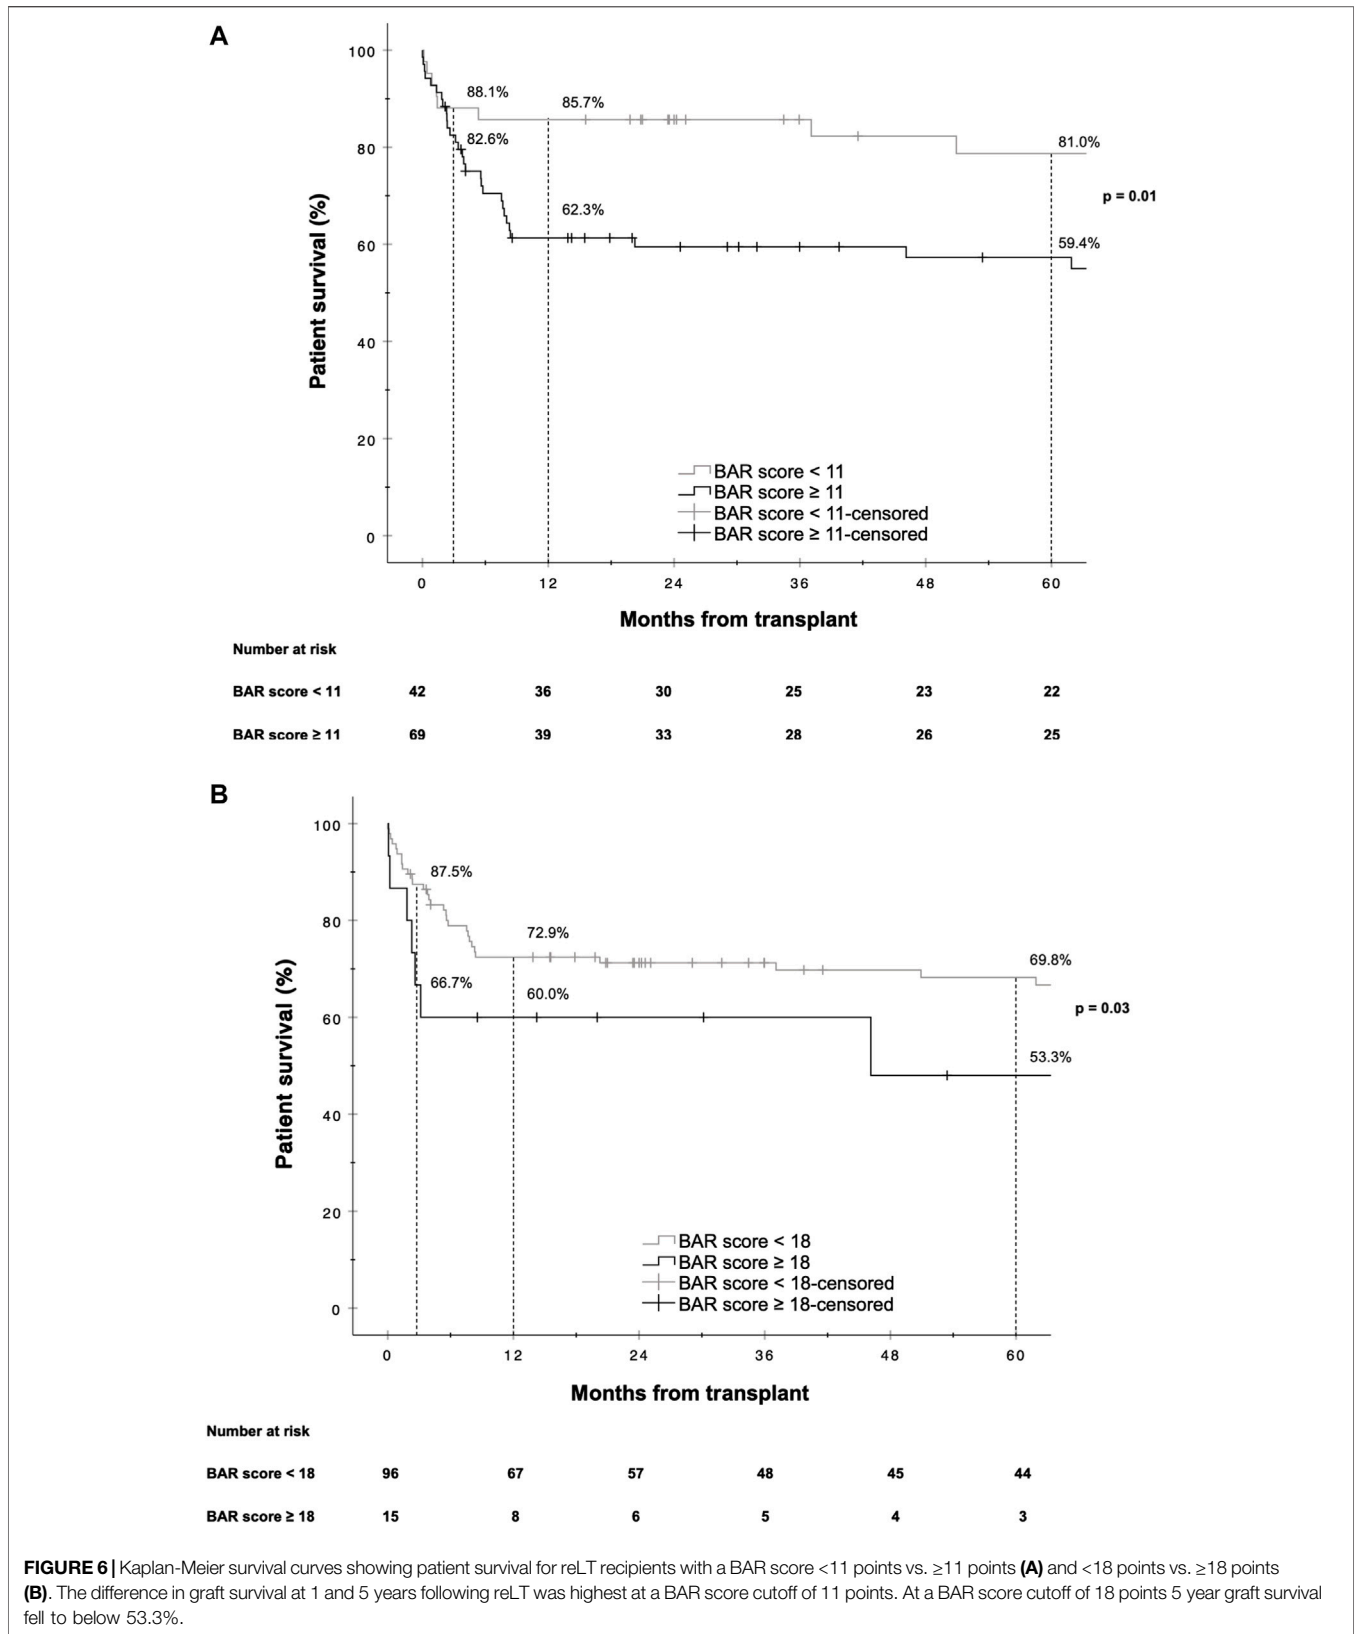 A
100
80
60
40
20
0
Patient survival (%)
88.1%
85.7%
82.6%
81.0%
p = 0.01
62.3%
59.4%
BAR score < 11
BAR score ≥ 11
BAR score < 11-censored
BAR score ≥ 11-censored
0 12 24 36 48 60
Months from transplant
Number at risk
BAR score < 11 42 36 30 25 23 22
BAR score ≥ 11 69 39 33 28 26 25
B
100
80
60
40
20
0
Patient survival (%)
87.5%
72.9%
69.8%
66.7%
60.0%
p = 0.03
53.3%
BAR score < 18
BAR score ≥ 18
BAR score < 18-censored
BAR score ≥ 18-censored
0 12 24 36 48 60
Months from transplant
Number at risk
BAR score < 18 96 67 57 48 45 44
BAR score ≥ 18 15 8 6 5 4 3
FIGURE 6 | Kaplan-Meier survival curves showing patient survival for reLT recipients with a BAR score <11 points vs. ≥11 points (A) and <18 points vs. ≥18 points
(B). The difference in graft survival at 1 and 5 years following reLT was highest at a BAR score cutoff of 11 points. At a BAR score cutoff of 18 points 5 year graft survival
fell to below 53.3%.